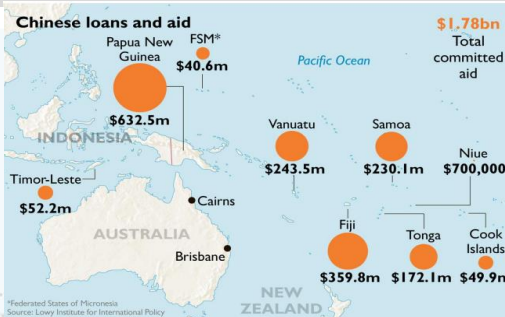 Chinese loans and aid
Papua New
Guinea
$632.5m
FSM*
$40.6m
Pacific Ocean
$1.78bn
Total
committed
aid
INDONESIA
Vanuatu
$243.5m
Samoa
$230.1m
Niue
$700,000
Timor-Leste
$52.2m
Cairns
AUSTRALIA
Brisbane
Fiji
$359.8m
Tonga
$172.1m
Cook
Islands
$49.9m
NEW
ZEALAND
*Federated States of Micronesia
Source: Lowy Institute for International Policy